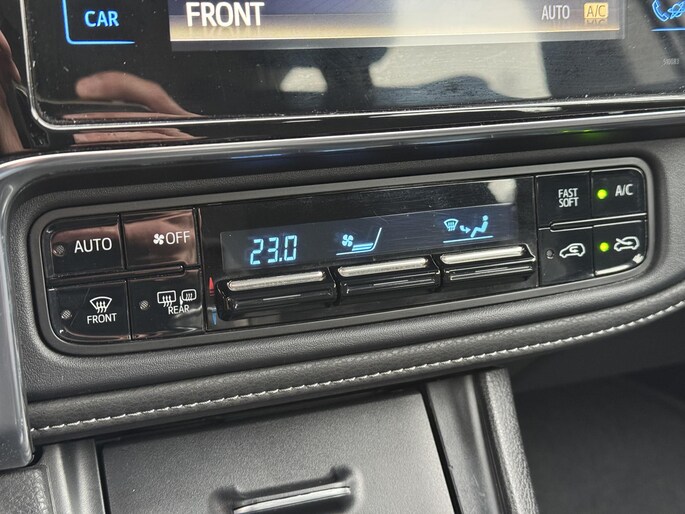 CAR
FRONT
AUTO A/C
AUTO
OFF
23.0
FAST
SOFT
A/C
FRONT
REAR